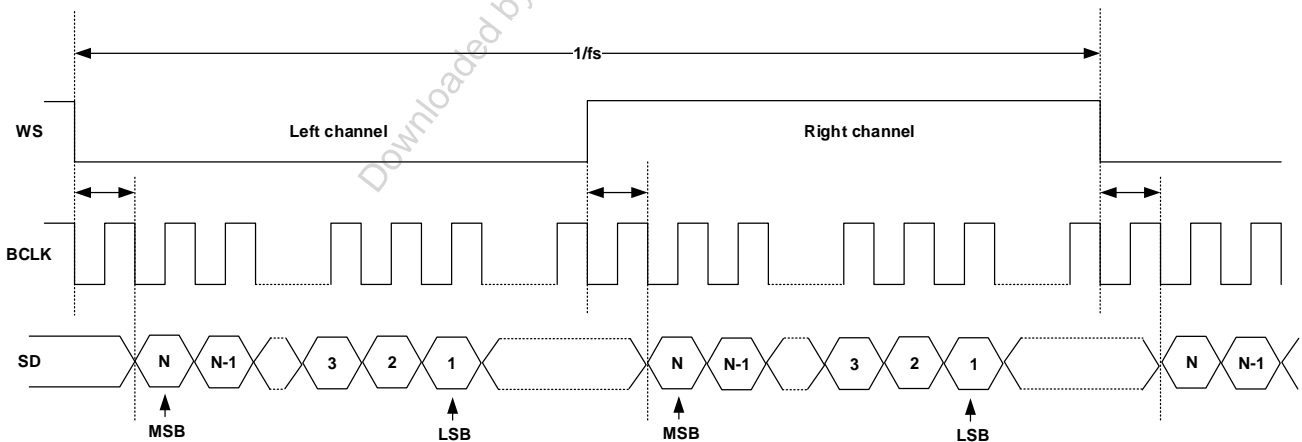 Downloaded by
1/fs
WS
Left channel
Right channel
BCLK
SD
N
N-1
3
2
1
N
N-1
3
2
1
N
N-1
MSB
LSB
MSB
LSB